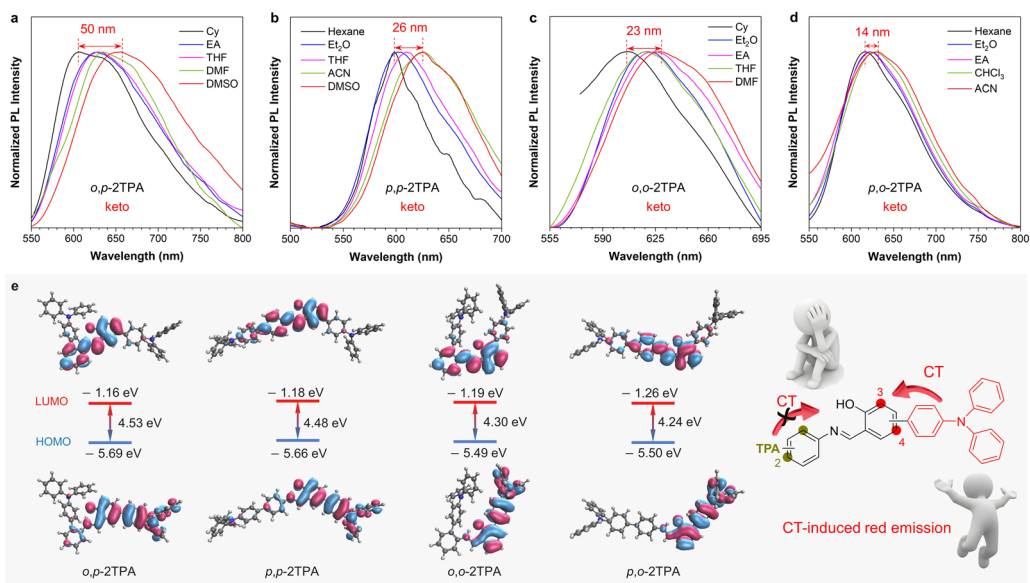 a
50 nm
Cy
EA
THF
DMF
DMSO
o,p-2TPA
keto
Normalized PL Intensity
550 600 650 700 750 800
Wavelength (nm)
b
26 nm
Hexane
Et₂O
THF
ACN
DMSO
p,p-2TPA
keto
Normalized PL Intensity
500 550 600 650 700
Wavelength (nm)
c
23 nm
Cy
Et₂O
EA
THF
DMF
o,o-2TPA
keto
Normalized PL Intensity
555 590 625 660 695
Wavelength (nm)
d
14 nm
Hexane
Et₂O
EA
CHCl₃
ACN
p,o-2TPA
keto
Normalized PL Intensity
550 600 650 700 750 800
Wavelength (nm)
e
LUMO
HOMO
– 1.16 eV
4.53 eV
– 5.69 eV
o,p-2TPA
– 1.18 eV
4.48 eV
– 5.66 eV
p,p-2TPA
– 1.19 eV
4.30 eV
– 5.49 eV
o,o-2TPA
– 1.26 eV
4.24 eV
– 5.50 eV
p,o-2TPA
CT
CT
3
HO
N
N
4
TPA
2
CT-induced red emission